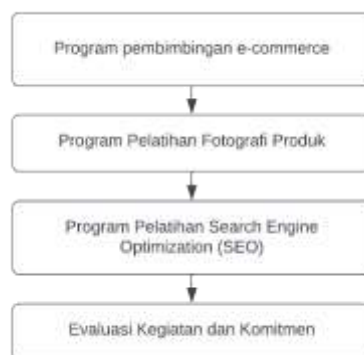 Program pembimbingan e-commerce
Program Pelatihan Fotografi Produk
Program Pelatihan Search Engine
Optimization (SEO)
Evaluasi Kegiatan dan Komitmen